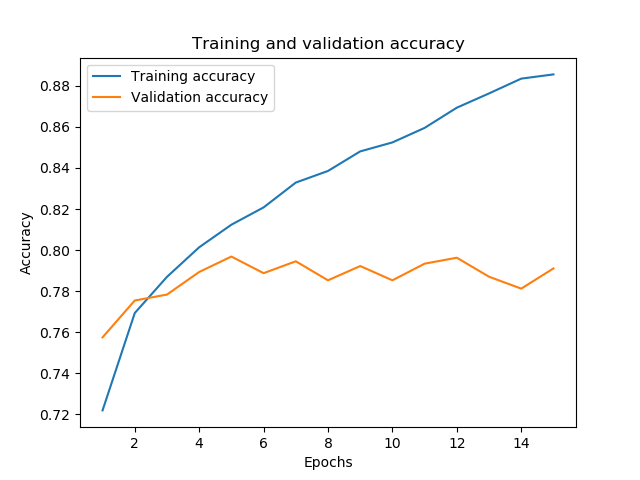 Training and validation accuracy
Training accuracy
Validation accuracy
0.88
0.86
0.84
0.82
0.80
0.78
0.76
0.74
0.72
Accuracy
2 4 6 8 10 12 14
Epochs